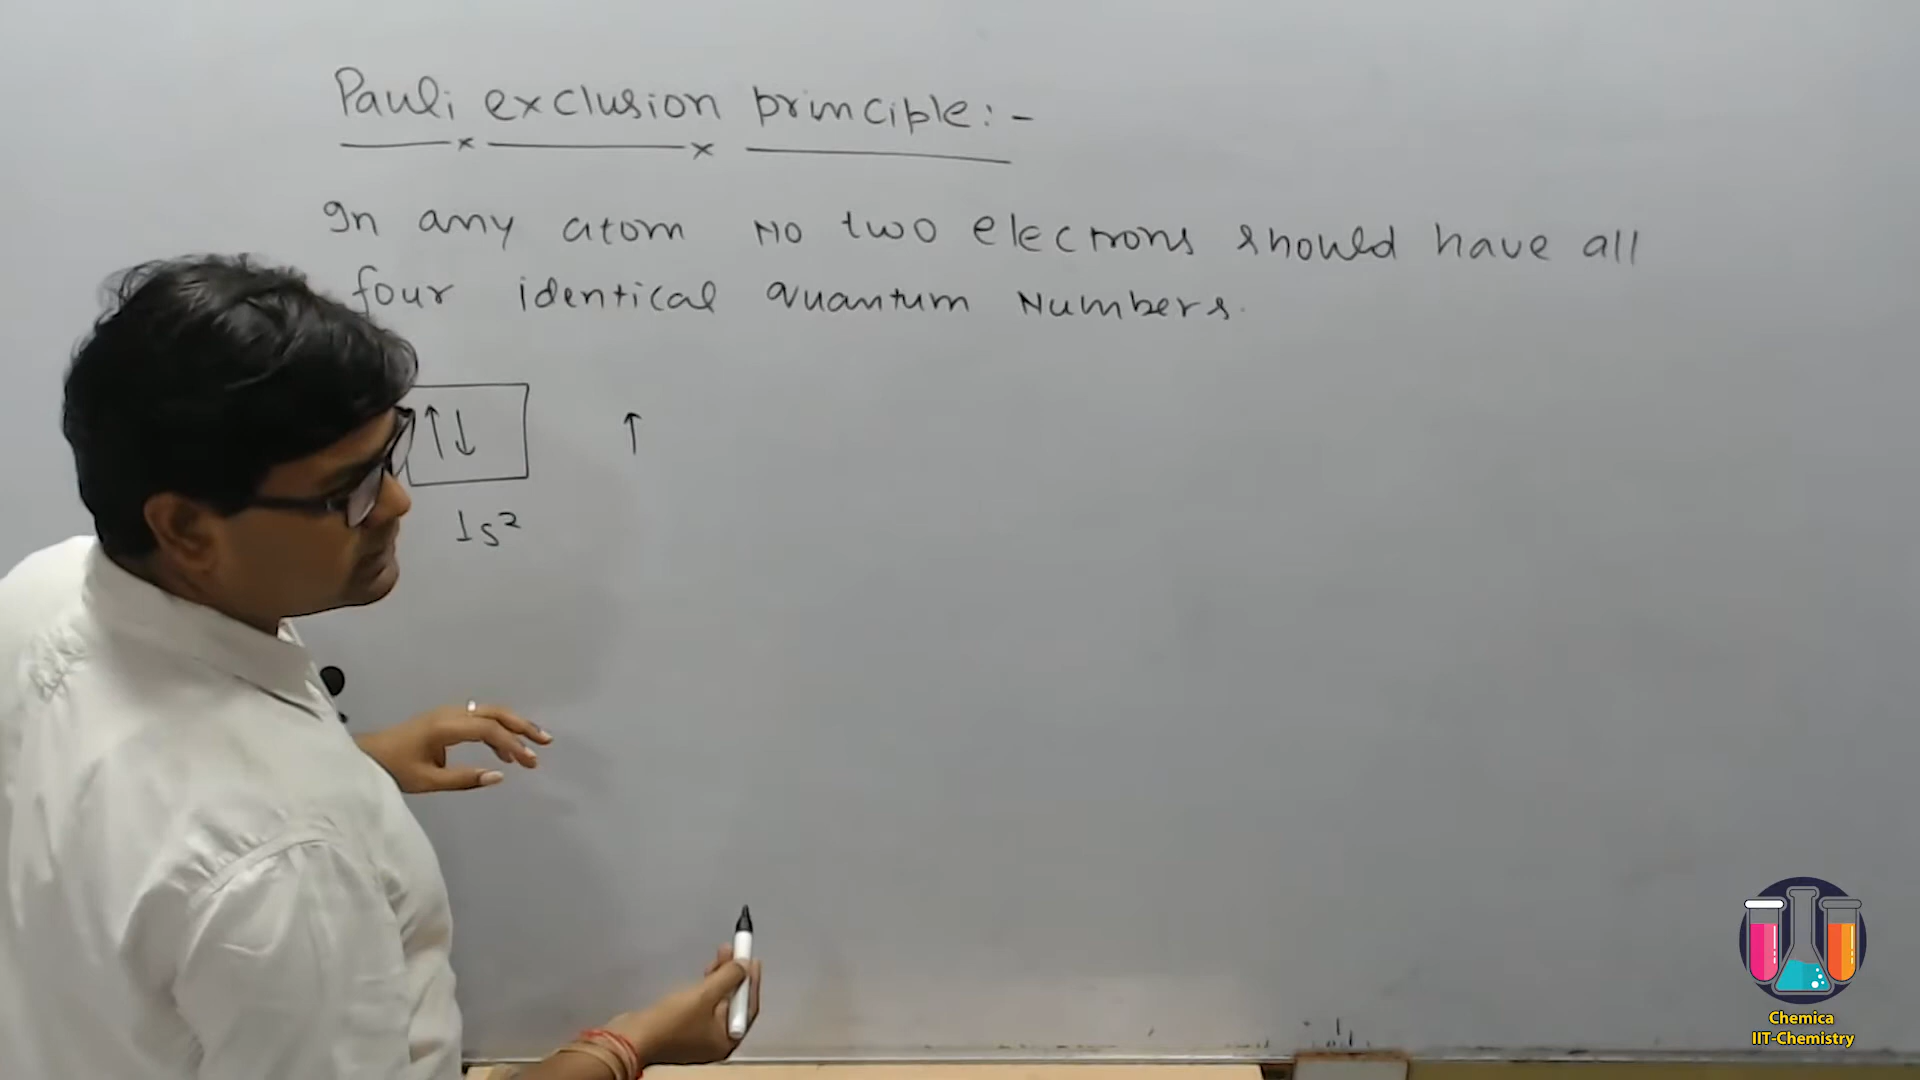 Pauli exclusion principle:-
In any atom No two electrons should have all
four identical quantum Numbers.
↑↓ ↑
1s²
Chemica
IIT-Chemistry